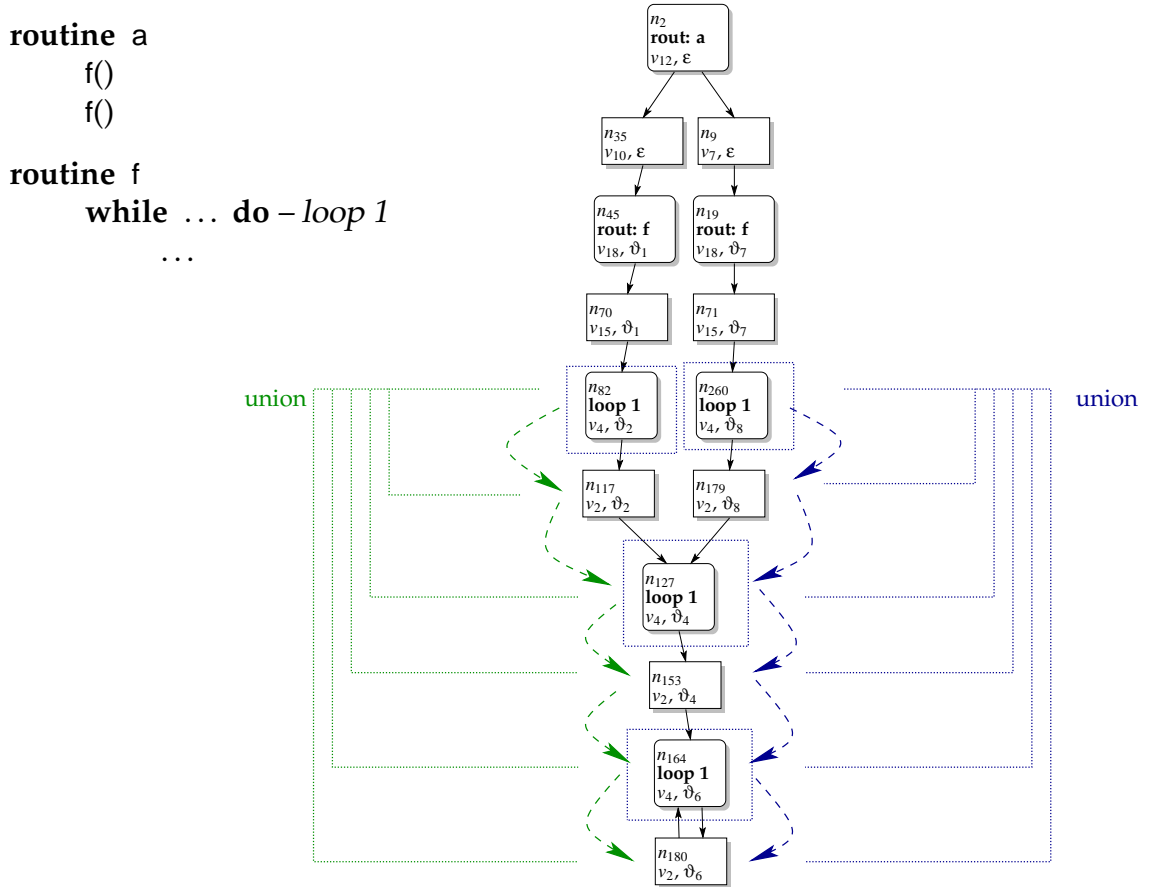 routine a
f()
f()
routine f
while … do – loop 1
…
n₂
rout: a
v₁₂, ε
n₃₅
v₁₀, ε
n₉
v₇, ε
n₄₅
rout: f
v₁₈, ϑ₁
n₁₉
rout: f
v₁₈, ϑ₇
n₇₀
v₁₅, ϑ₁
n₇₁
v₁₅, ϑ₇
union
n₈₂
loop 1
v₄, ϑ₂
n₂₆₀
loop 1
v₄, ϑ₈
union
n₁₁₇
v₂, ϑ₂
n₁₇₉
v₂, ϑ₈
n₁₂₇
loop 1
v₄, ϑ₄
n₁₅₃
v₂, ϑ₄
n₁₆₄
loop 1
v₄, ϑ₆
n₁₈₀
v₂, ϑ₆